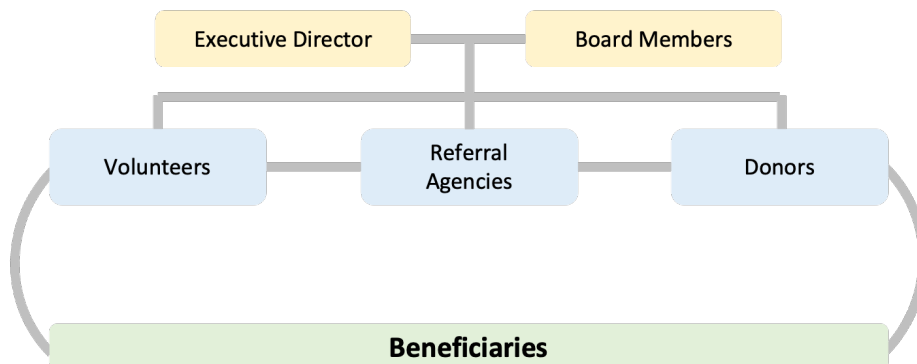 Executive Director
Board Members
Volunteers
Referral
Agencies
Donors
Beneficiaries